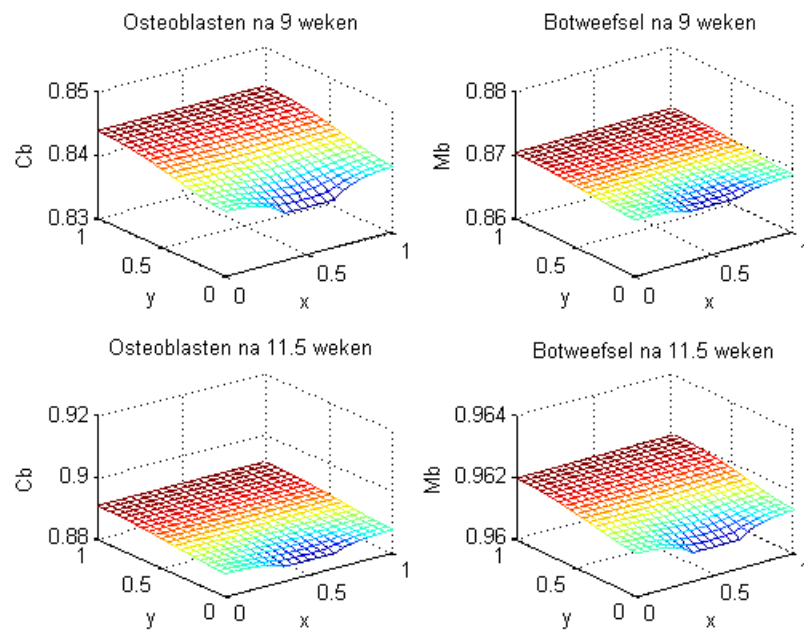 Osteoblasten na 9 weken
0.85
0.84
0.83
Cb
1
0.5
0
y
0
0.5
1
x
Botweefsel na 9 weken
0.88
0.87
0.86
Mb
1
0.5
0
y
0
0.5
1
x
Osteoblasten na 11.5 weken
0.92
0.9
0.88
Cb
1
0.5
0
y
0
0.5
1
x
Botweefsel na 11.5 weken
0.964
0.962
0.96
Mb
1
0.5
0
y
0
0.5
1
x